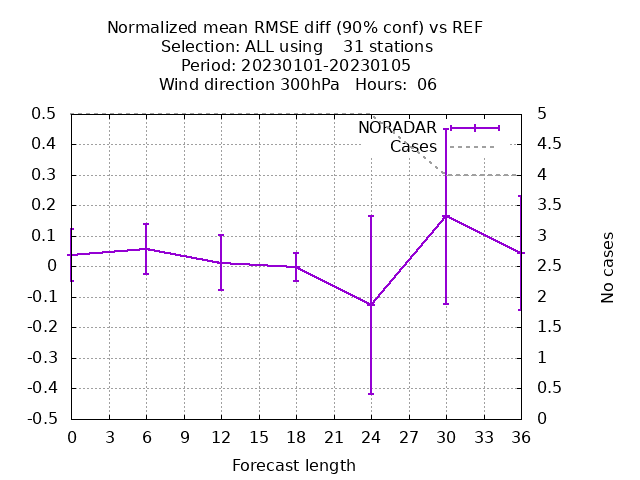 Normalized mean RMSE diff (90% conf) vs REF
Selection: ALL using    31 stations
Period: 20230101-20230105
Wind direction 300hPa   Hours:  06
NORADAR
Cases
0.5
0.4
0.3
0.2
0.1
0
-0.1
-0.2
-0.3
-0.4
-0.5
5
4.5
4
3.5
3
2.5
2
1.5
1
0.5
0
No cases
0 3 6 9 12 15 18 21 24 27 30 33 36
Forecast length